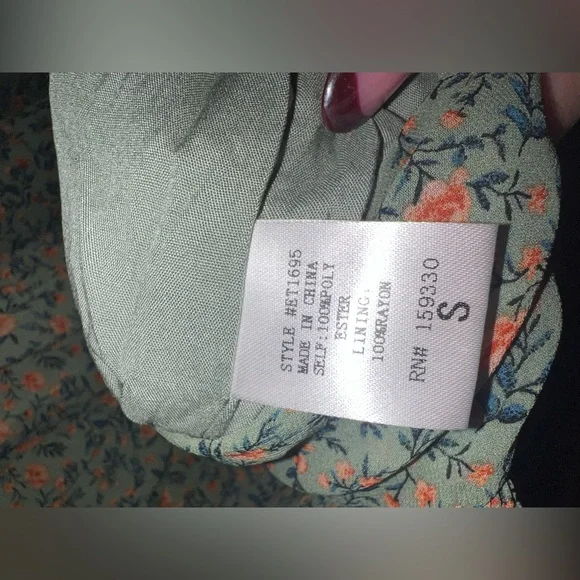 STYLE #ET1695
MADE IN CHINA
SELF:100%POLY
ESTER
LINING:
100%RAYON
RN# 159330
S